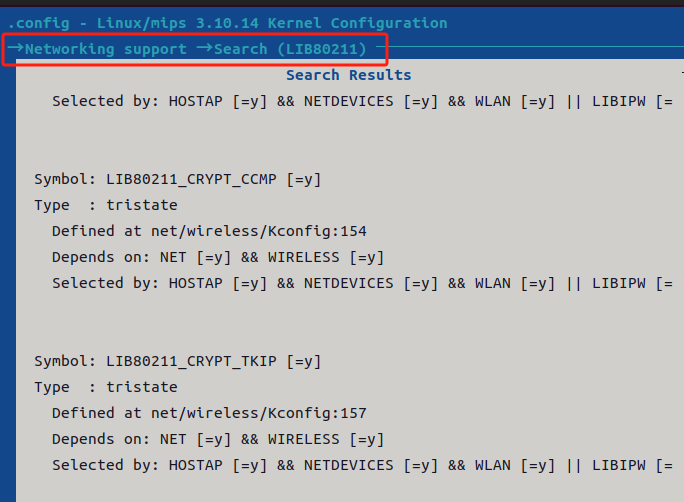 .config - Linux/mips 3.10.14 Kernel Configuration
→Networking support →Search (LIB80211)
Search Results
Selected by: HOSTAP [=y] && NETDEVICES [=y] && WLAN [=y] || LIBIPW [=
Symbol: LIB80211_CRYPT_CCMP [=y]
Type  : tristate
Defined at net/wireless/Kconfig:154
Depends on: NET [=y] && WIRELESS [=y]
Selected by: HOSTAP [=y] && NETDEVICES [=y] && WLAN [=y] || LIBIPW [=
Symbol: LIB80211_CRYPT_TKIP [=y]
Type  : tristate
Defined at net/wireless/Kconfig:157
Depends on: NET [=y] && WIRELESS [=y]
Selected by: HOSTAP [=y] && NETDEVICES [=y] && WLAN [=y] || LIBIPW [=